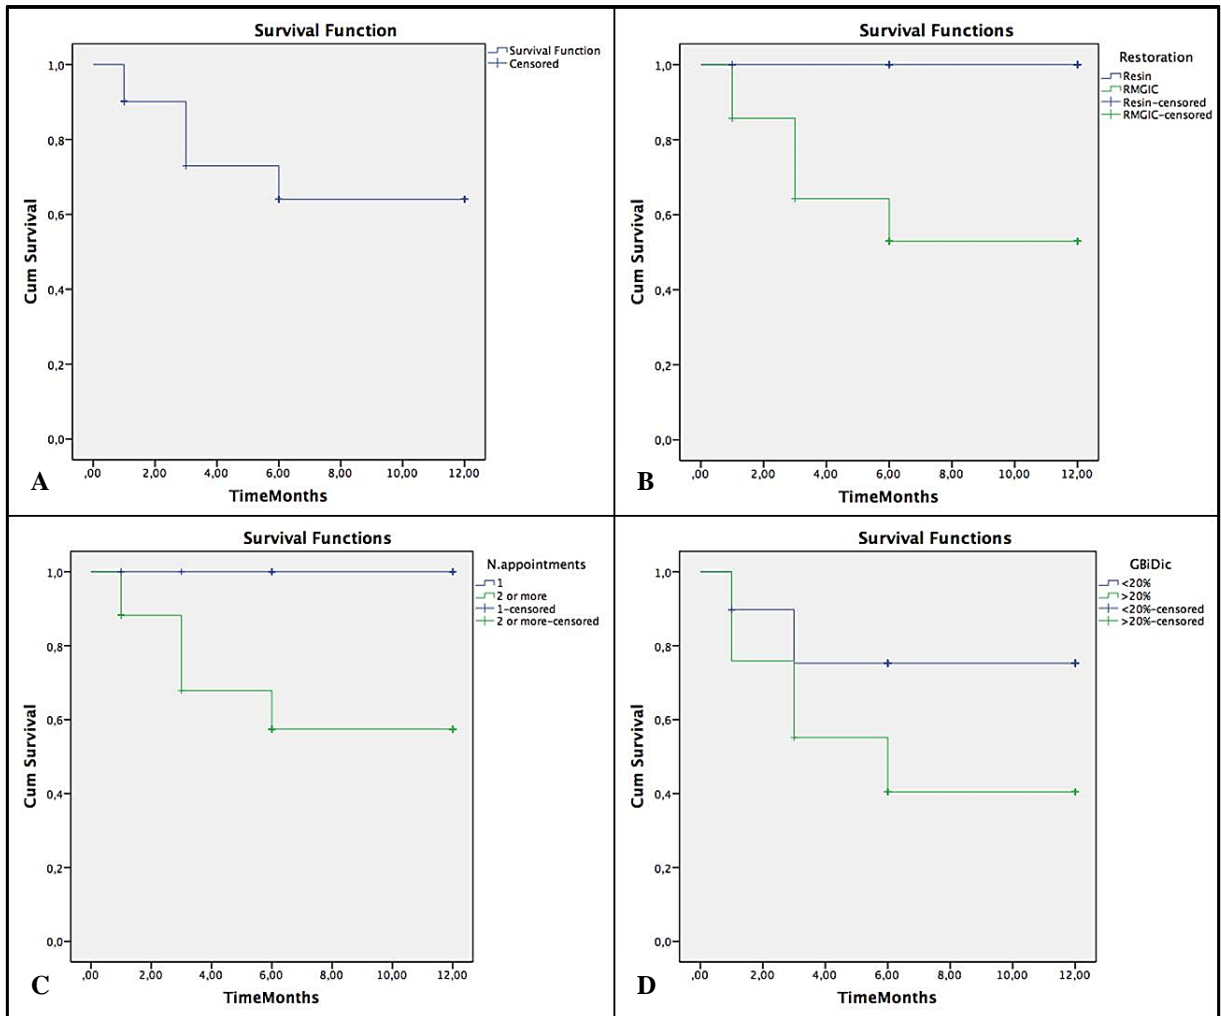 Survival Function
Survival Function
Censored
1,0
0,8
0,6
0,4
0,2
0,0
Cum Survival
,00 2,00 4,00 6,00 8,00 10,00 12,00
TimeMonths
A
Survival Functions
Restoration
Resin
RMGIC
Resin-censored
RMGIC-censored
1,0
0,8
0,6
0,4
0,2
0,0
Cum Survival
,00 2,00 4,00 6,00 8,00 10,00 12,00
TimeMonths
B
Survival Functions
N.appointments
1
2 or more
1-censored
2 or more-censored
1,0
0,8
0,6
0,4
0,2
0,0
Cum Survival
,00 2,00 4,00 6,00 8,00 10,00 12,00
TimeMonths
C
Survival Functions
GBiDic
<20%
>20%
<20%-censored
>20%-censored
1,0
0,8
0,6
0,4
0,2
0,0
Cum Survival
,00 2,00 4,00 6,00 8,00 10,00 12,00
TimeMonths
D